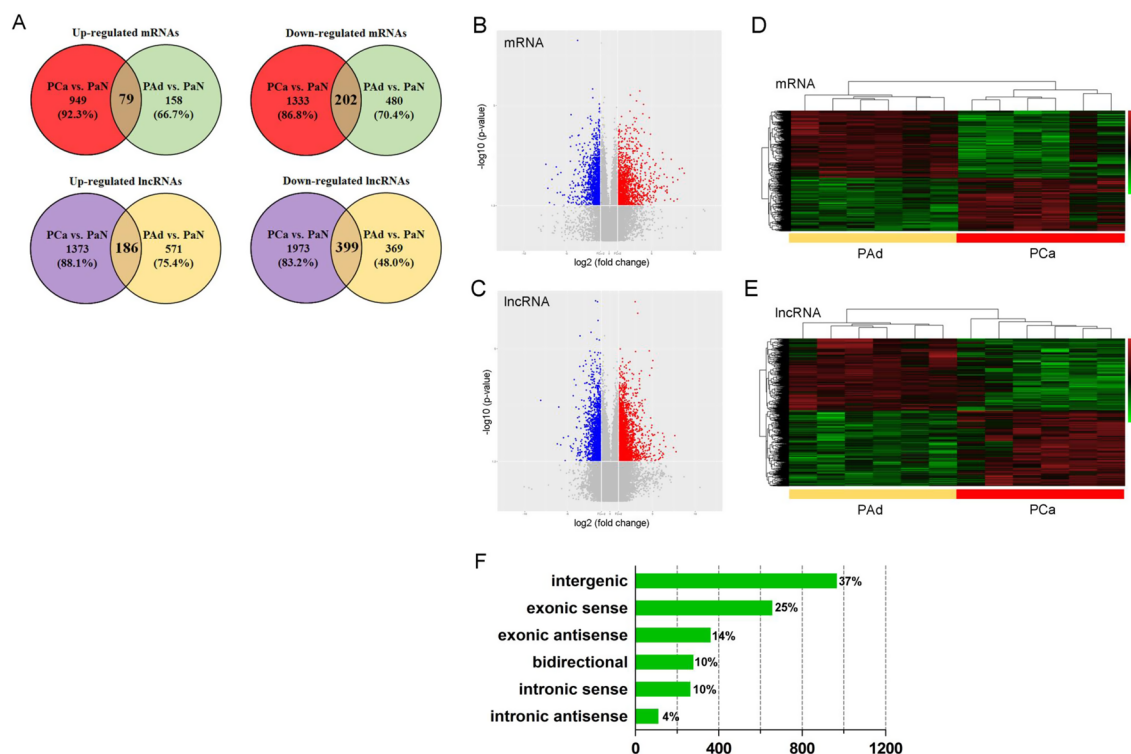 A
Up-regulated mRNAs
PCa vs. PaN
949
(92.3%)
79
PAd vs. PaN
158
(66.7%)
Down-regulated mRNAs
PCa vs. PaN
1333
(86.8%)
202
PAd vs. PaN
480
(70.4%)
Up-regulated lncRNAs
PCa vs. PaN
1373
(88.1%)
186
PAd vs. PaN
571
(75.4%)
Down-regulated lncRNAs
PCa vs. PaN
1973
(83.2%)
399
PAd vs. PaN
369
(48.0%)
B
mRNA
-log10 (p-value)
log2 (fold change)
C
lncRNA
-log10 (p-value)
log2 (fold change)
D
mRNA
PAd
PCa
E
lncRNA
PAd
PCa
F
intergenic 37%
exonic sense 25%
exonic antisense 14%
bidirectional 10%
intronic sense 10%
intronic antisense 4%
0 400 800 1200